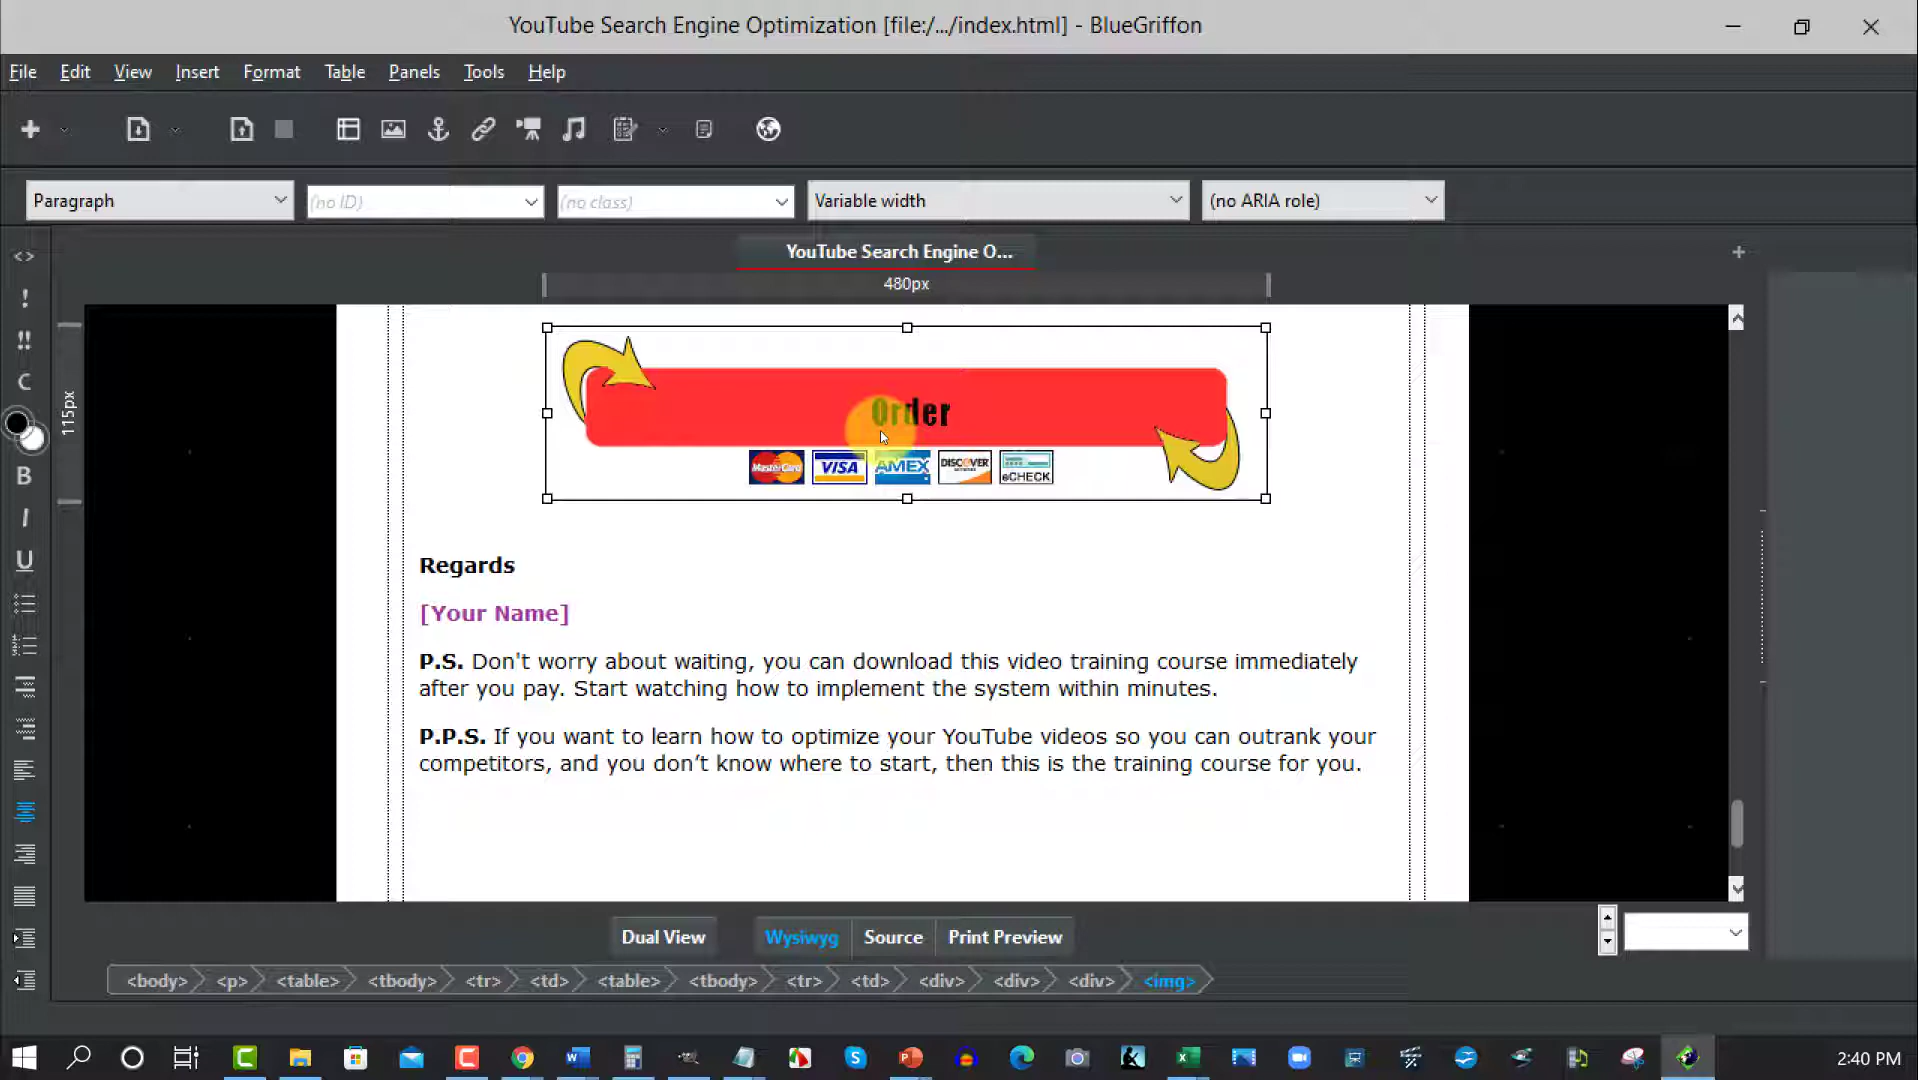 YouTube Search Engine Optimization [file:/.../index.html] - BlueGriffon
File Edit View Insert Format Table Panels Tools Help
Paragraph (no ID) (no class) Variable width (no ARIA role)
YouTube Search Engine O...
480px
115px
Order
MasterCard VISA AMEX DISCOVER eCHECK
Regards
[Your Name]
P.S. Don't worry about waiting, you can download this video training course immediately
after you pay. Start watching how to implement the system within minutes.
P.P.S. If you want to learn how to optimize your YouTube videos so you can outrank your
competitors, and you don’t know where to start, then this is the training course for you.
Dual View Wysiwyg Source Print Preview
<body> <p> <table> <tbody> <tr> <td> <table> <tbody> <tr> <td> <div> <div> <div> <img>
2:40 PM